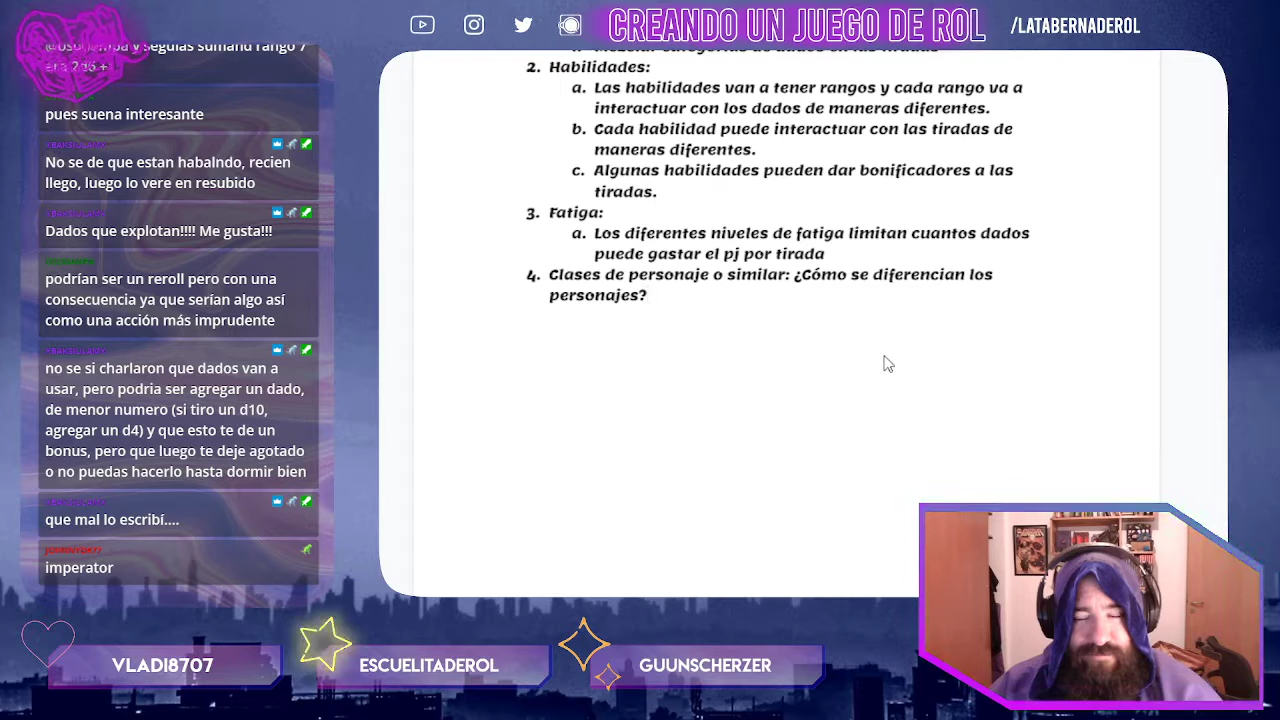 CREANDO UN JUEGO DE ROL
/LATABERNADEROL
y seguias sumand rango 7
era 2d6 +
pues suena interesante
No se de que estan habalndo, recien
llego, luego lo vere en resubido
Dados que explotan!!!! Me gusta!!!
podrían ser un reroll pero con una
consecuencia ya que serían algo así
como una acción más imprudente
no se si charlaron que dados van a
usar, pero podria ser agregar un dado,
de menor numero (si tiro un d10,
agregar un d4) y que esto te de un
bonus, pero que luego te deje agotado
o no puedas hacerlo hasta dormir bien
que mal lo escribí....
imperator
2. Habilidades:
a. Las habilidades van a tener rangos y cada rango va a
interactuar con los dados de maneras diferentes.
b. Cada habilidad puede interactuar con las tiradas de
maneras diferentes.
c. Algunas habilidades pueden dar bonificadores a las
tiradas.
3. Fatiga:
a. Los diferentes niveles de fatiga limitan cuantos dados
puede gastar el pj por tirada
4. Clases de personaje o similar: ¿Cómo se diferencian los
personajes?
VLADI8707
ESCUELITADEROL
GUUNSCHERZER